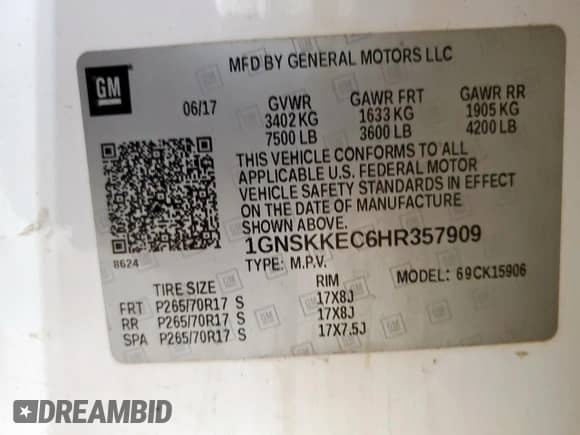 MFD BY GENERAL MOTORS LLC
GM
06/17 GVWR GAWR FRT GAWR RR
3402 KG 1633 KG 1905 KG
7500 LB 3600 LB 4200 LB
THIS VEHICLE CONFORMS TO ALL
APPLICABLE U.S. FEDERAL MOTOR
VEHICLE SAFETY STANDARDS IN EFFECT
ON THE DATE OF MANUFACTURE
SHOWN ABOVE.
1GNSKKEC6HR357909
8624
TYPE: M.P.V. MODEL: 69CK15906
TIRE SIZE RIM
FRT P265/70R17 S 17X8J
RR P265/70R17 S 17X8J
SPA P265/70R17 S 17X7.5J
DREAMBID